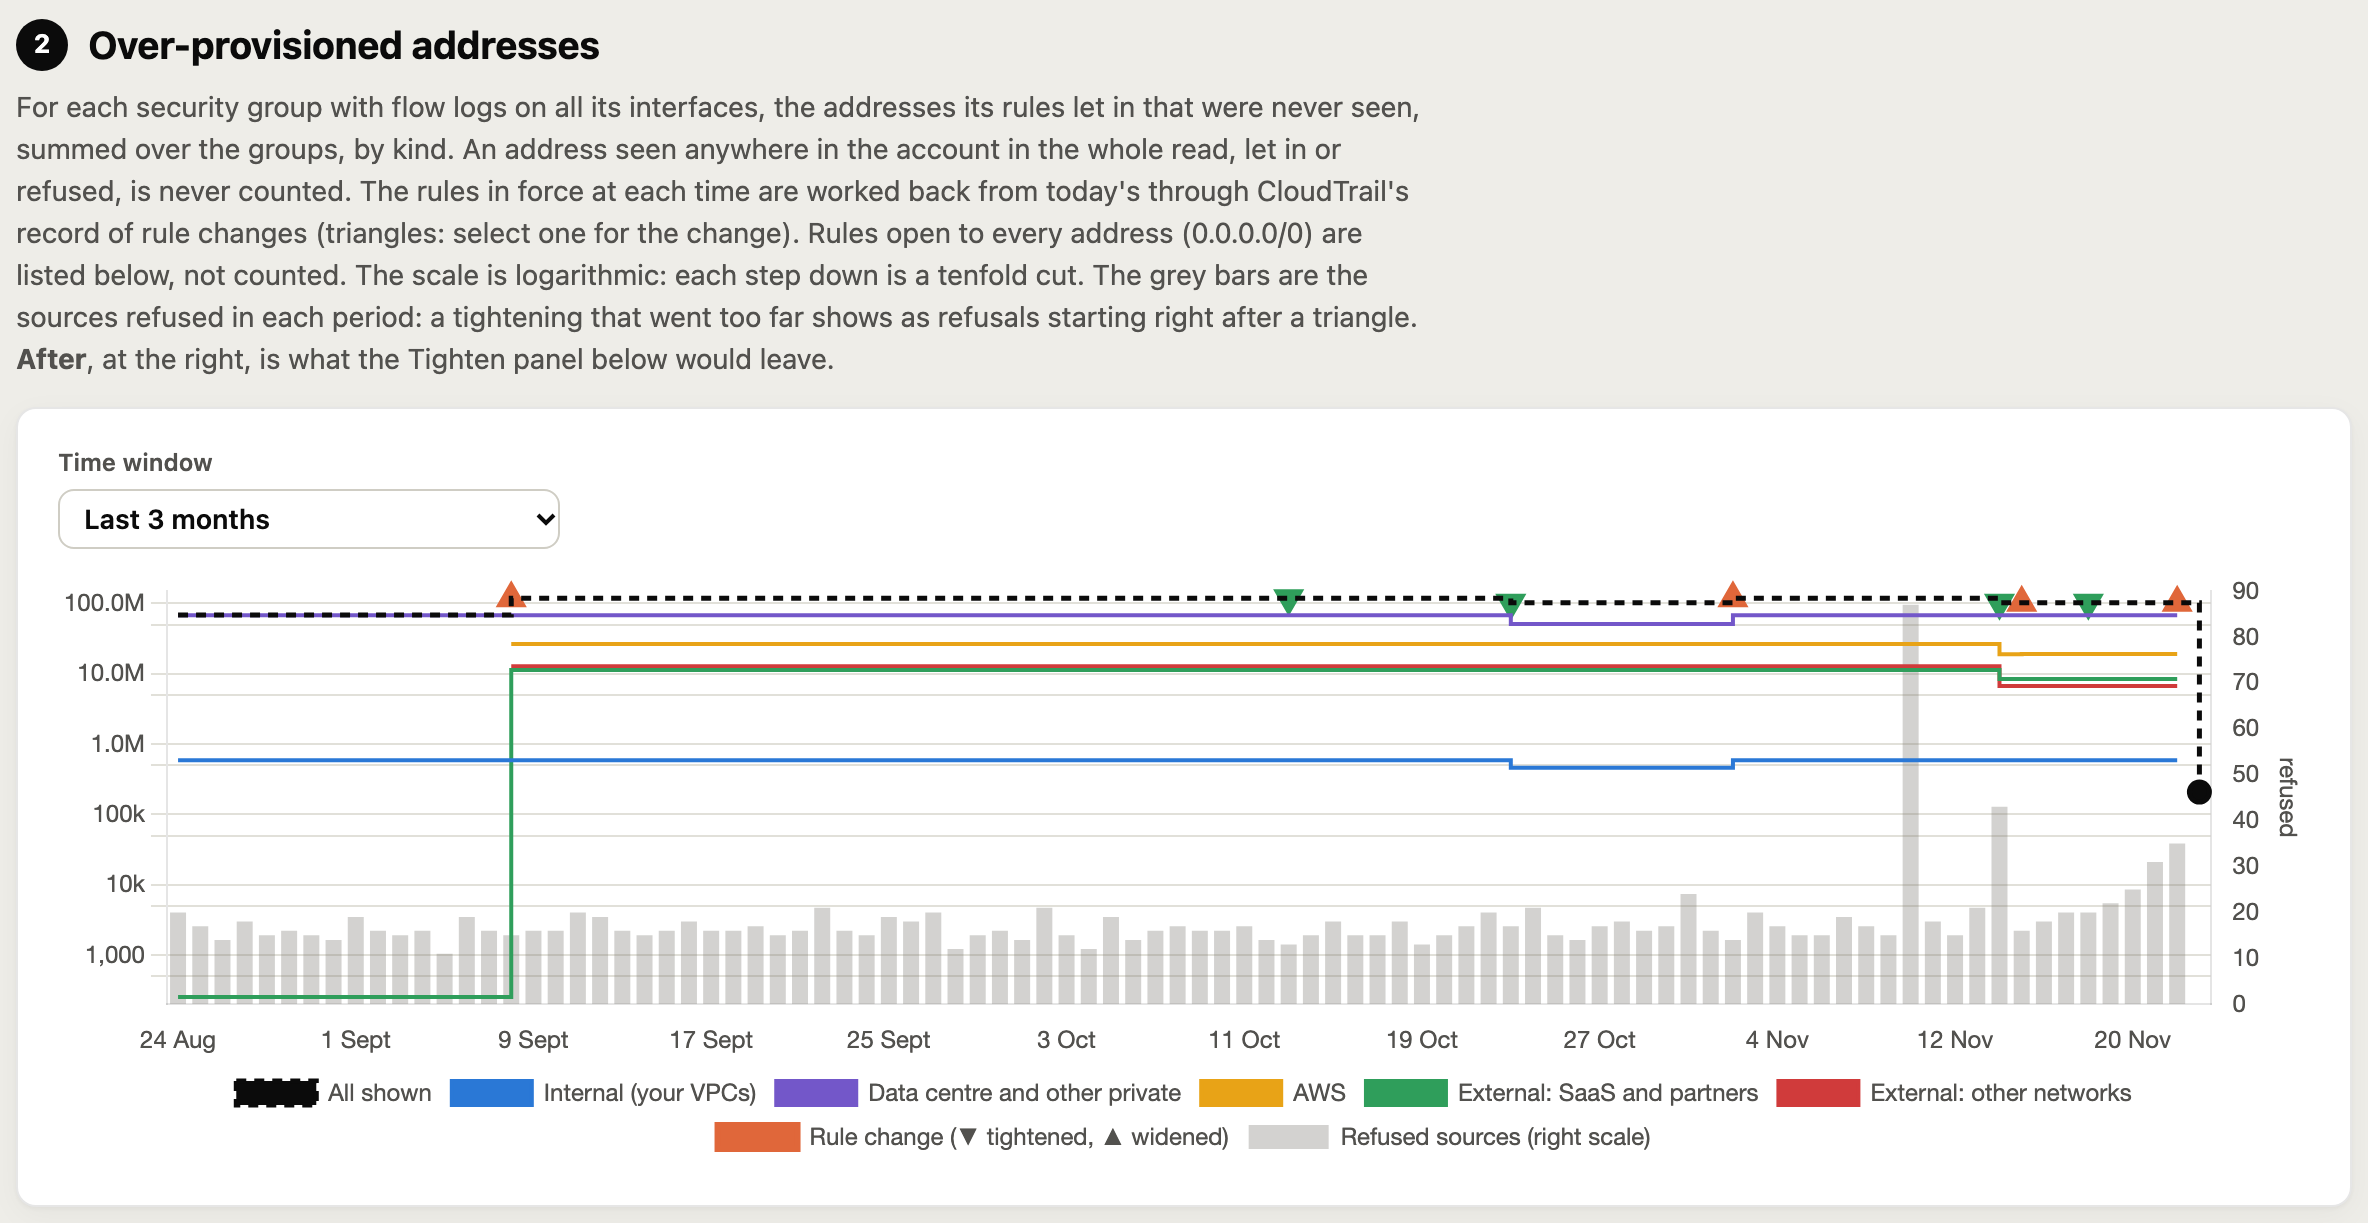 2 Over-provisioned addresses
For each security group with flow logs on all its interfaces, the addresses its rules let in that were never seen,
summed over the groups, by kind. An address seen anywhere in the account in the whole read, let in or
refused, is never counted. The rules in force at each time are worked back from today's through CloudTrail's
record of rule changes (triangles: select one for the change). Rules open to every address (0.0.0.0/0) are
listed below, not counted. The scale is logarithmic: each step down is a tenfold cut. The grey bars are the
sources refused in each period: a tightening that went too far shows as refusals starting right after a triangle.
After, at the right, is what the Tighten panel below would leave.
Time window
Last 3 months
100.0M
10.0M
1.0M
100k
10k
1,000
90
80
70
60
50
40
30
20
10
0
refused
24 Aug 1 Sept 9 Sept 17 Sept 25 Sept 3 Oct 11 Oct 19 Oct 27 Oct 4 Nov 12 Nov 20 Nov
All shown Internal (your VPCs) Data centre and other private AWS External: SaaS and partners External: other networks
Rule change (▼ tightened, ▲ widened) Refused sources (right scale)